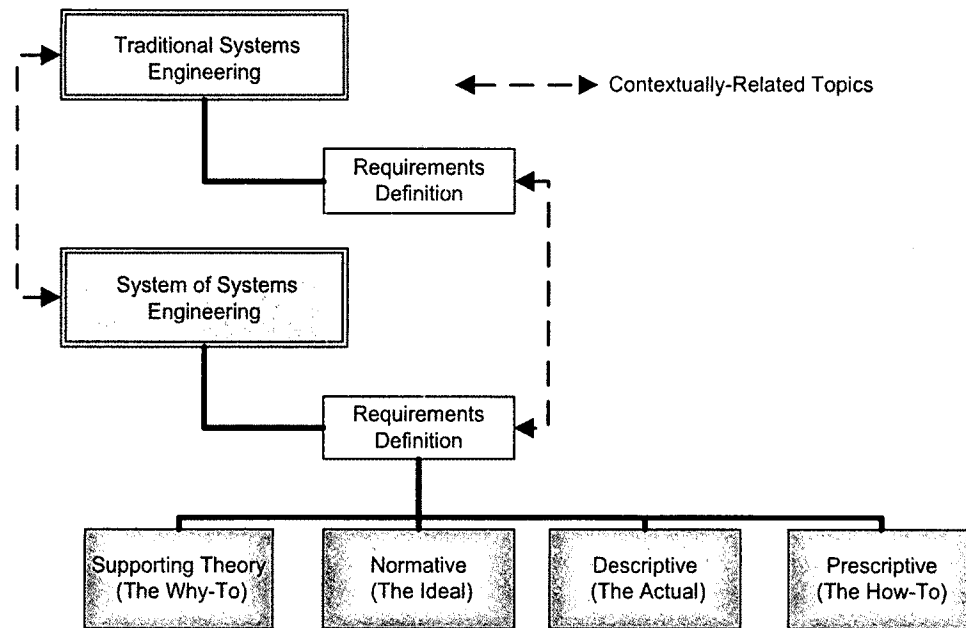 Traditional Systems
Engineering
Contextually-Related Topics
Requirements
Definition
System of Systems
Engineering
Requirements
Definition
Supporting Theory
(The Why-To)
Normative
(The Ideal)
Descriptive
(The Actual)
Prescriptive
(The How-To)